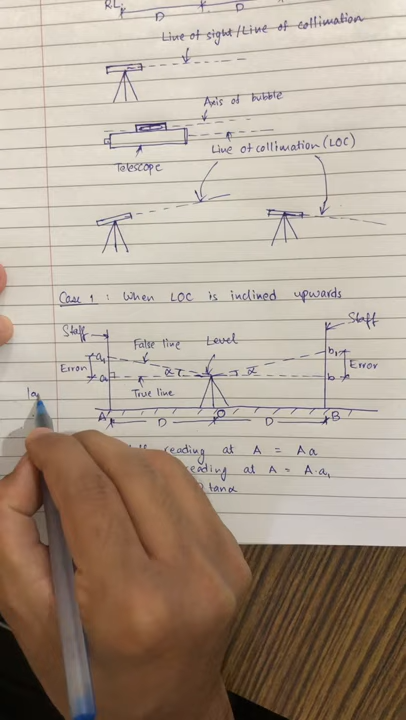 RL
D D
Line of sight/Line of collimation
Axis of bubble
Line of collimation (LOC)
Telescope
Case 1 : When LOC is inclined upwards
Staff Staff
False line Level
Error a₁ α α b₁ Error
a b
True line
A O B
D D
reading at A = Aa
reading at A = A·a₁
tanα